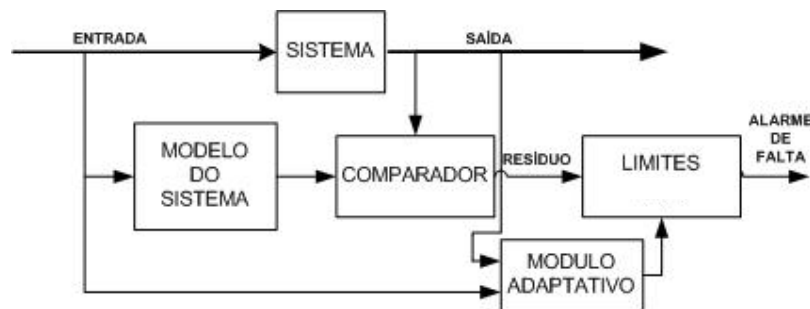 ENTRADA
SISTEMA
SAÍDA
MODELO
DO
SISTEMA
COMPARADOR
RESÍDUO
LIMITES
ALARME
DE
FALTA
MODULO
ADAPTATIVO